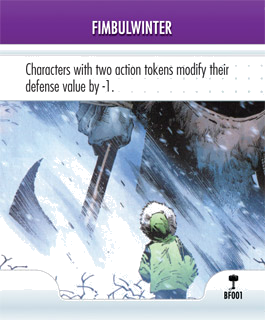 FIMBULWINTER
Characters with two action tokens modify their
defense value by -1.
BF001